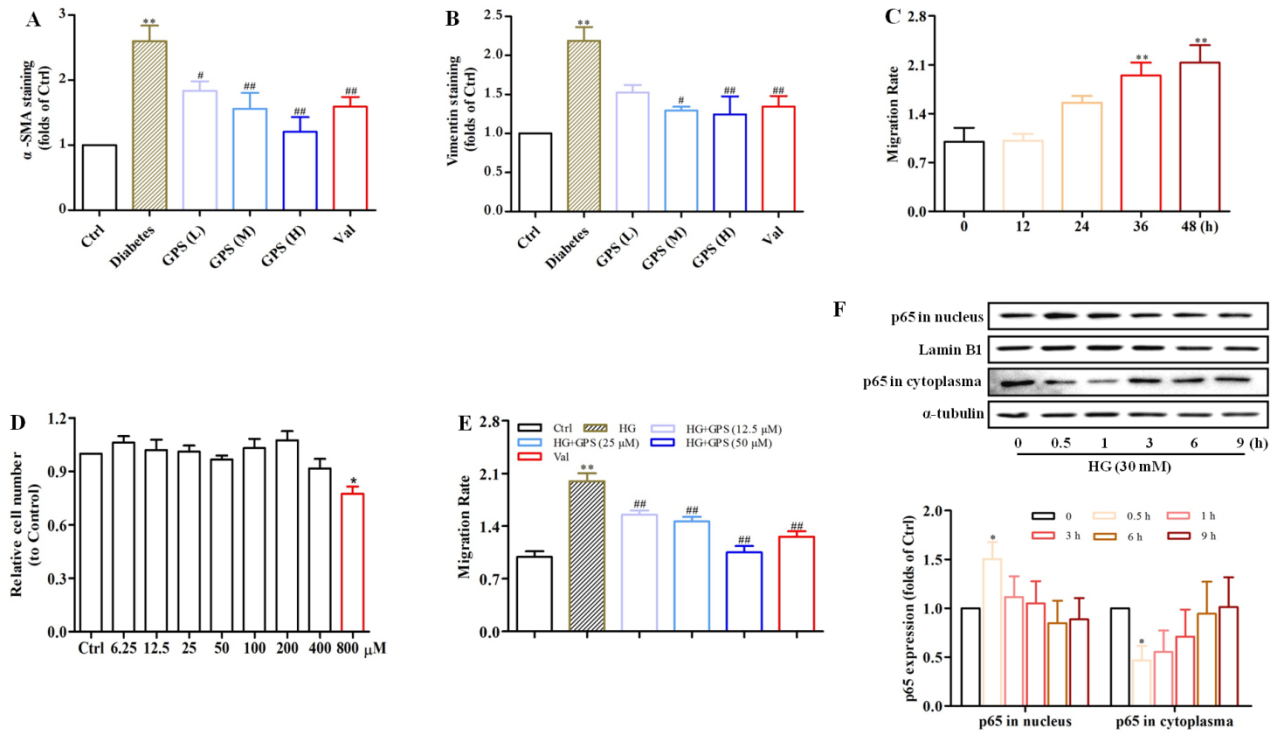 A
α -SMA staining
(folds of Ctrl)
3
2
1
0
**
#
##
##
##
Ctrl
Diabetes
GPS (L)
GPS (M)
GPS (H)
Val
B
Vimentin staining
(folds of Ctrl)
2.5
2.0
1.5
1.0
0.5
0.0
**
#
##
##
Ctrl
Diabetes
GPS (L)
GPS (M)
GPS (H)
Val
C
Migration Rate
2.8
2.1
1.4
0.7
0.0
**
**
0 12 24 36 48 (h)
D
Relative cell number
(to Control)
1.2
0.9
0.6
0.3
0.0
*
Ctrl 6.25 12.5 25 50 100 200 400 800 μM
E
Migration Rate
2.8
2.1
1.4
0.7
0.0
Ctrl HG HG+GPS (12.5 μM)
HG+GPS (25 μM) HG+GPS (50 μM)
Val
**
##
##
##
##
F
p65 in nucleus
Lamin B1
p65 in cytoplasma
α-tubulin
0 0.5 1 3 6 9 (h)
HG (30 mM)
p65 expression (folds of Ctrl)
2.0
1.5
1.0
0.5
0.0
0 0.5 h 1 h
3 h 6 h 9 h
*
*
p65 in nucleus p65 in cytoplasma